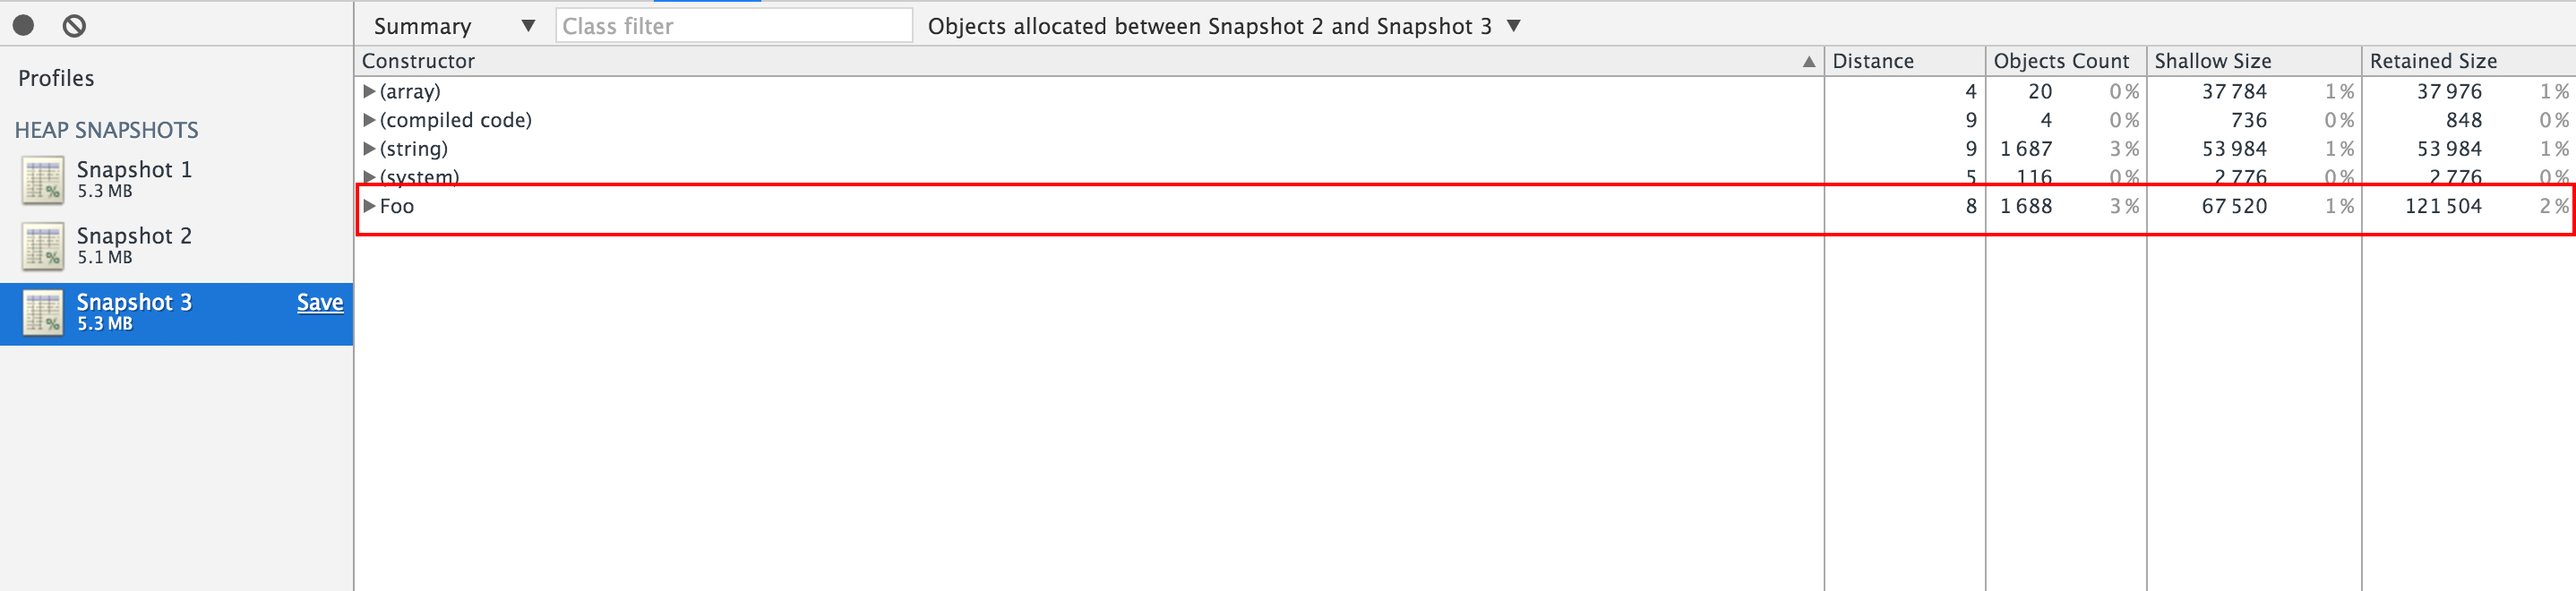 Summary ▼ Class filter Objects allocated between Snapshot 2 and Snapshot 3 ▼
Profiles
HEAP SNAPSHOTS
Snapshot 1
5.3 MB
Snapshot 2
5.1 MB
Snapshot 3 Save
5.3 MB
Constructor ▲ Distance Objects Count Shallow Size Retained Size
(array) 4 20 0% 37 784 1% 37 976 1%
(compiled code) 9 4 0% 736 0% 848 0%
(string) 9 1 687 3% 53 984 1% 53 984 1%
(system) 5 116 0% 2 776 0% 2 776 0%
Foo 8 1 688 3% 67 520 1% 121 504 2%